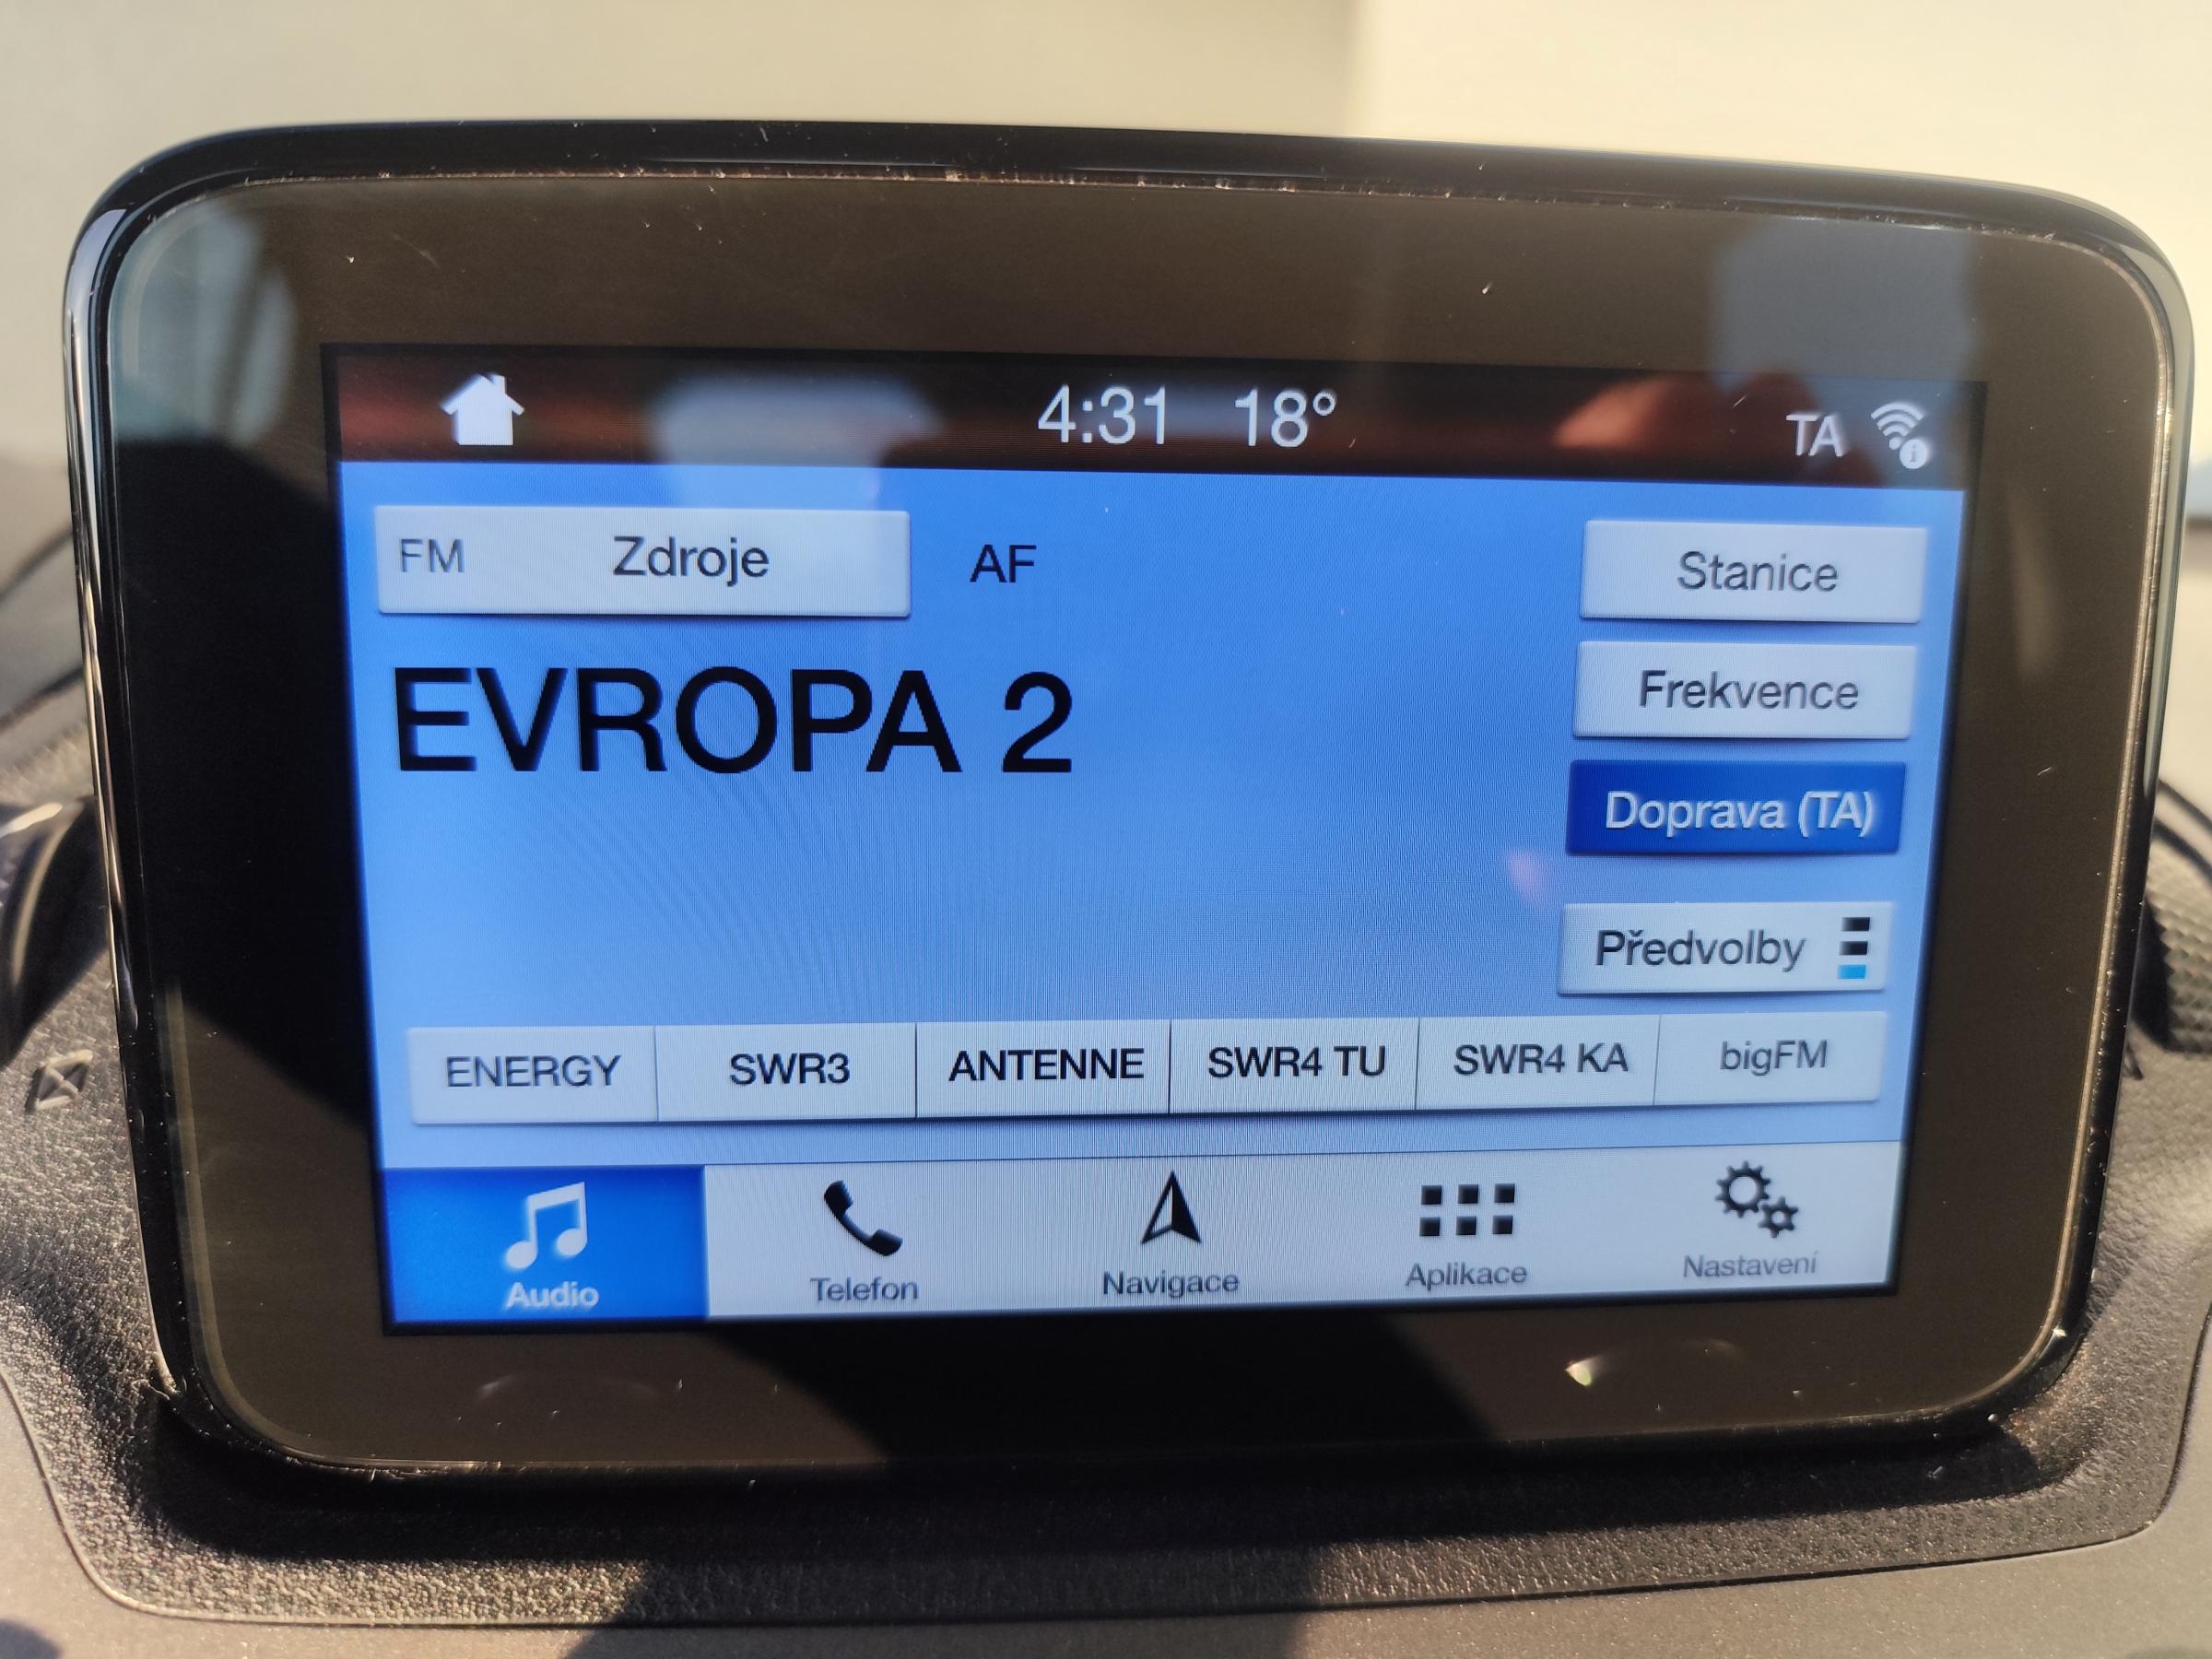 4:31 18° TA
FM Zdroje AF Stanice
EVROPA 2
Frekvence
Doprava (TA)
Předvolby
ENERGY SWR3 ANTENNE SWR4 TU SWR4 KA bigFM
Audio Telefon Navigace Aplikace Nastavení